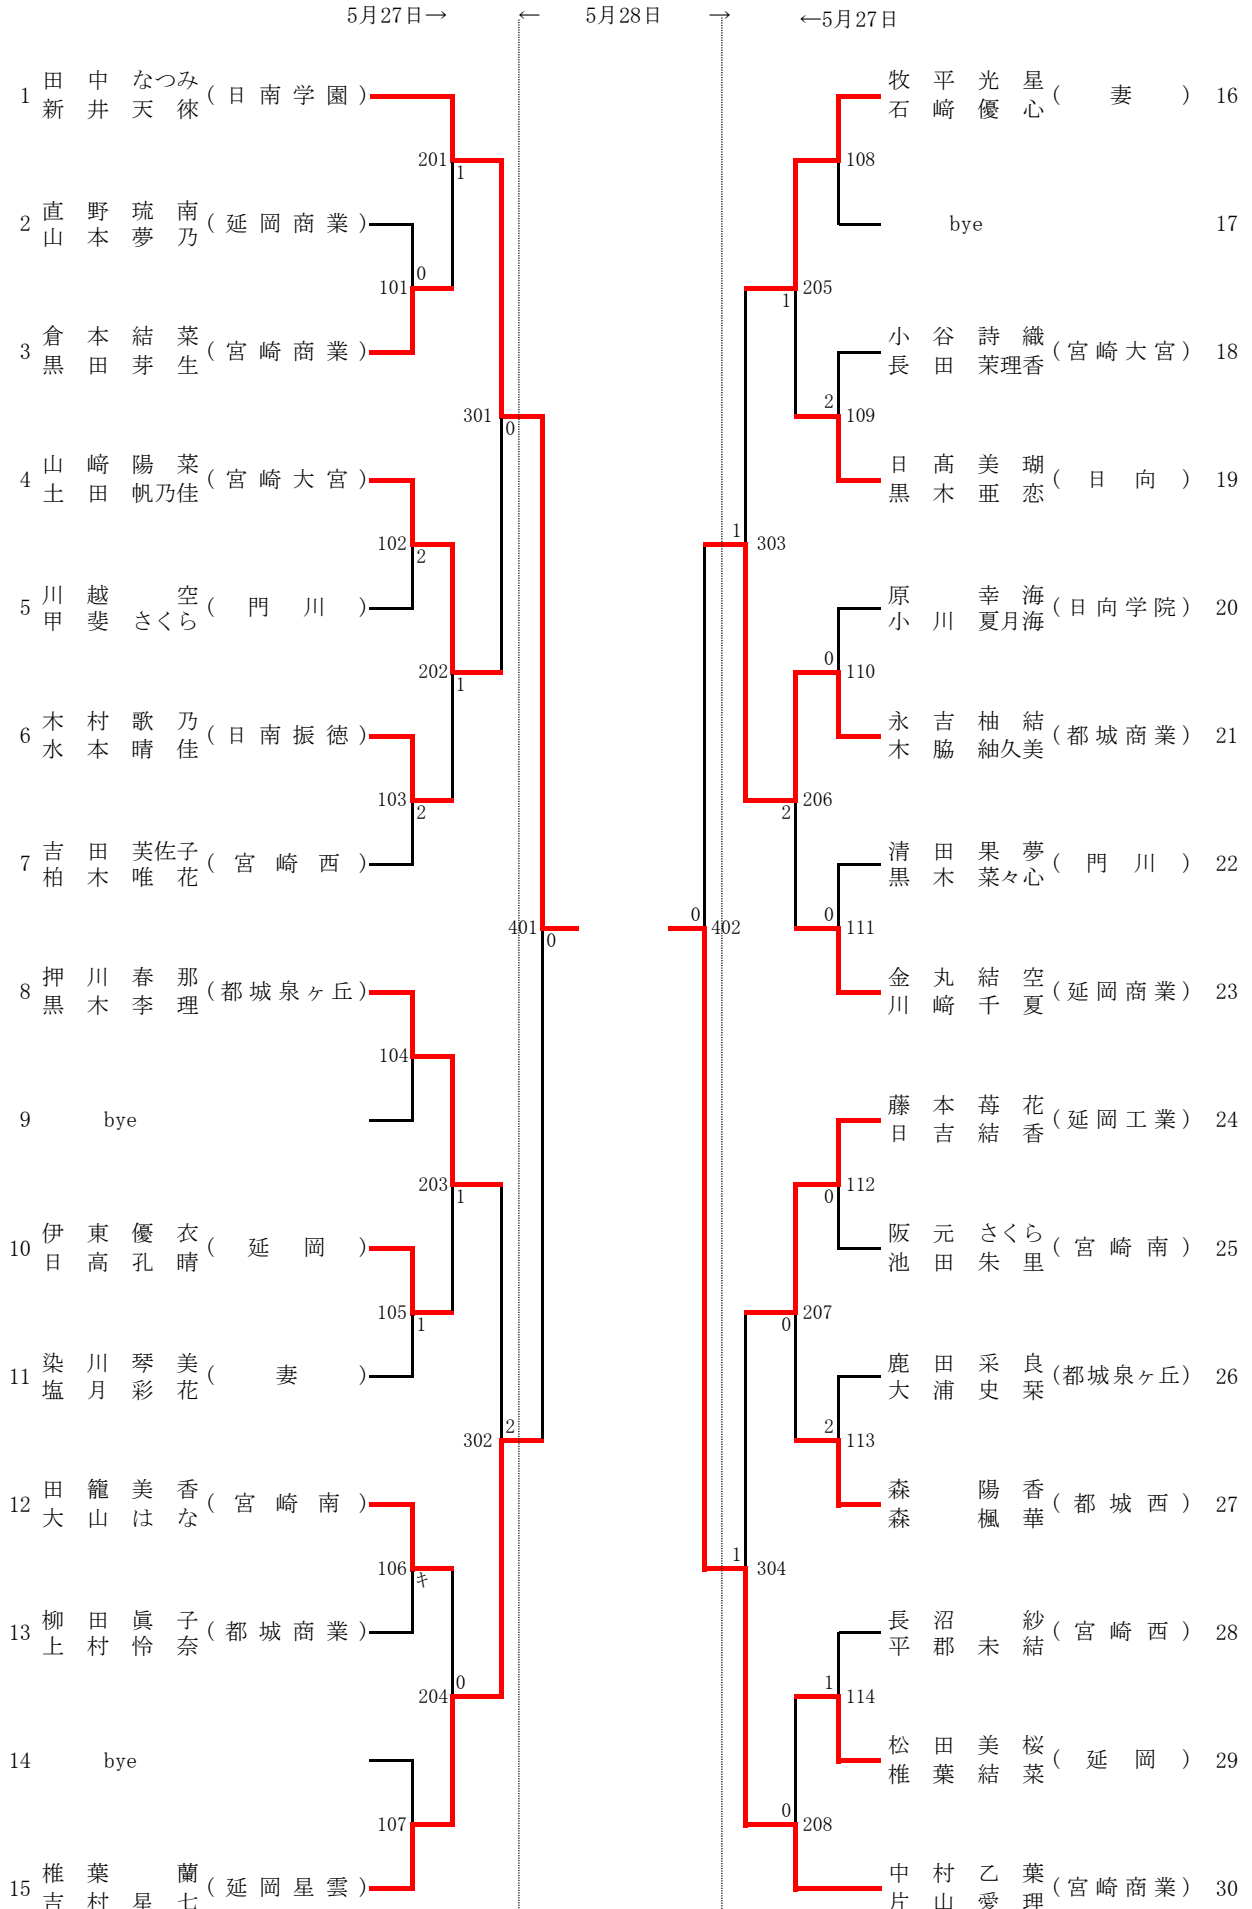 5月27日→ ← 5月28日 → ←5月27日
1 田中 なつみ (日南学園)
新井 天徠
201
1
2 直野 琉南 (延岡商業)
山本 夢乃
0
101
3 倉本 結菜 (宮崎商業)
黒田 芽生
301
0
4 山﨑 陽菜 (宮崎大宮)
土田 帆乃佳
102
2
5 川越 空 (門川)
甲斐 さくら
202
1
6 木村 歌乃 (日南振徳)
水本 晴佳
103
2
7 吉田 芙佐子 (宮崎西)
柏木 唯花
401
0
8 押川 春那 (都城泉ヶ丘)
黒木 李理
104
9 bye
203
1
10 伊東 優衣 (延岡)
日高 孔晴
105
1
11 染川 琴美 (妻)
塩月 彩花
2
302
12 田籠 美香 (宮崎南)
大山 はな
106
キ
13 柳田 眞子 (都城商業)
上村 怜奈
0
204
14 bye
107
15 椎葉 蘭 (延岡星雲)
吉村 星七
牧平 光星 (妻) 16
石﨑 優心
108
bye 17
205
1
小谷 詩織 (宮崎大宮) 18
長田 茉理香
2
109
日髙 美瑚 (日向) 19
黒木 亜恋
1
303
原 幸海 (日向学院) 20
小川 夏月海
0
110
永吉 柚結 (都城商業) 21
木脇 紬久美
206
2
清田 果夢 (門川) 22
黒木 菜々心
0
111
0
402
金丸 結空 (延岡商業) 23
川﨑 千夏
藤本 苺花 (延岡工業) 24
日吉 結香
112
0
阪元 さくら (宮崎南) 25
池田 朱里
207
0
鹿田 采良 (都城泉ヶ丘) 26
大浦 史栞
2
113
森 陽香 (都城西) 27
森 楓華
1
304
長沼 紗 (宮崎西) 28
平郡 未結
1
114
松田 美桜 (延岡) 29
椎葉 結菜
0
208
中村 乙葉 (宮崎商業) 30
片山 愛理